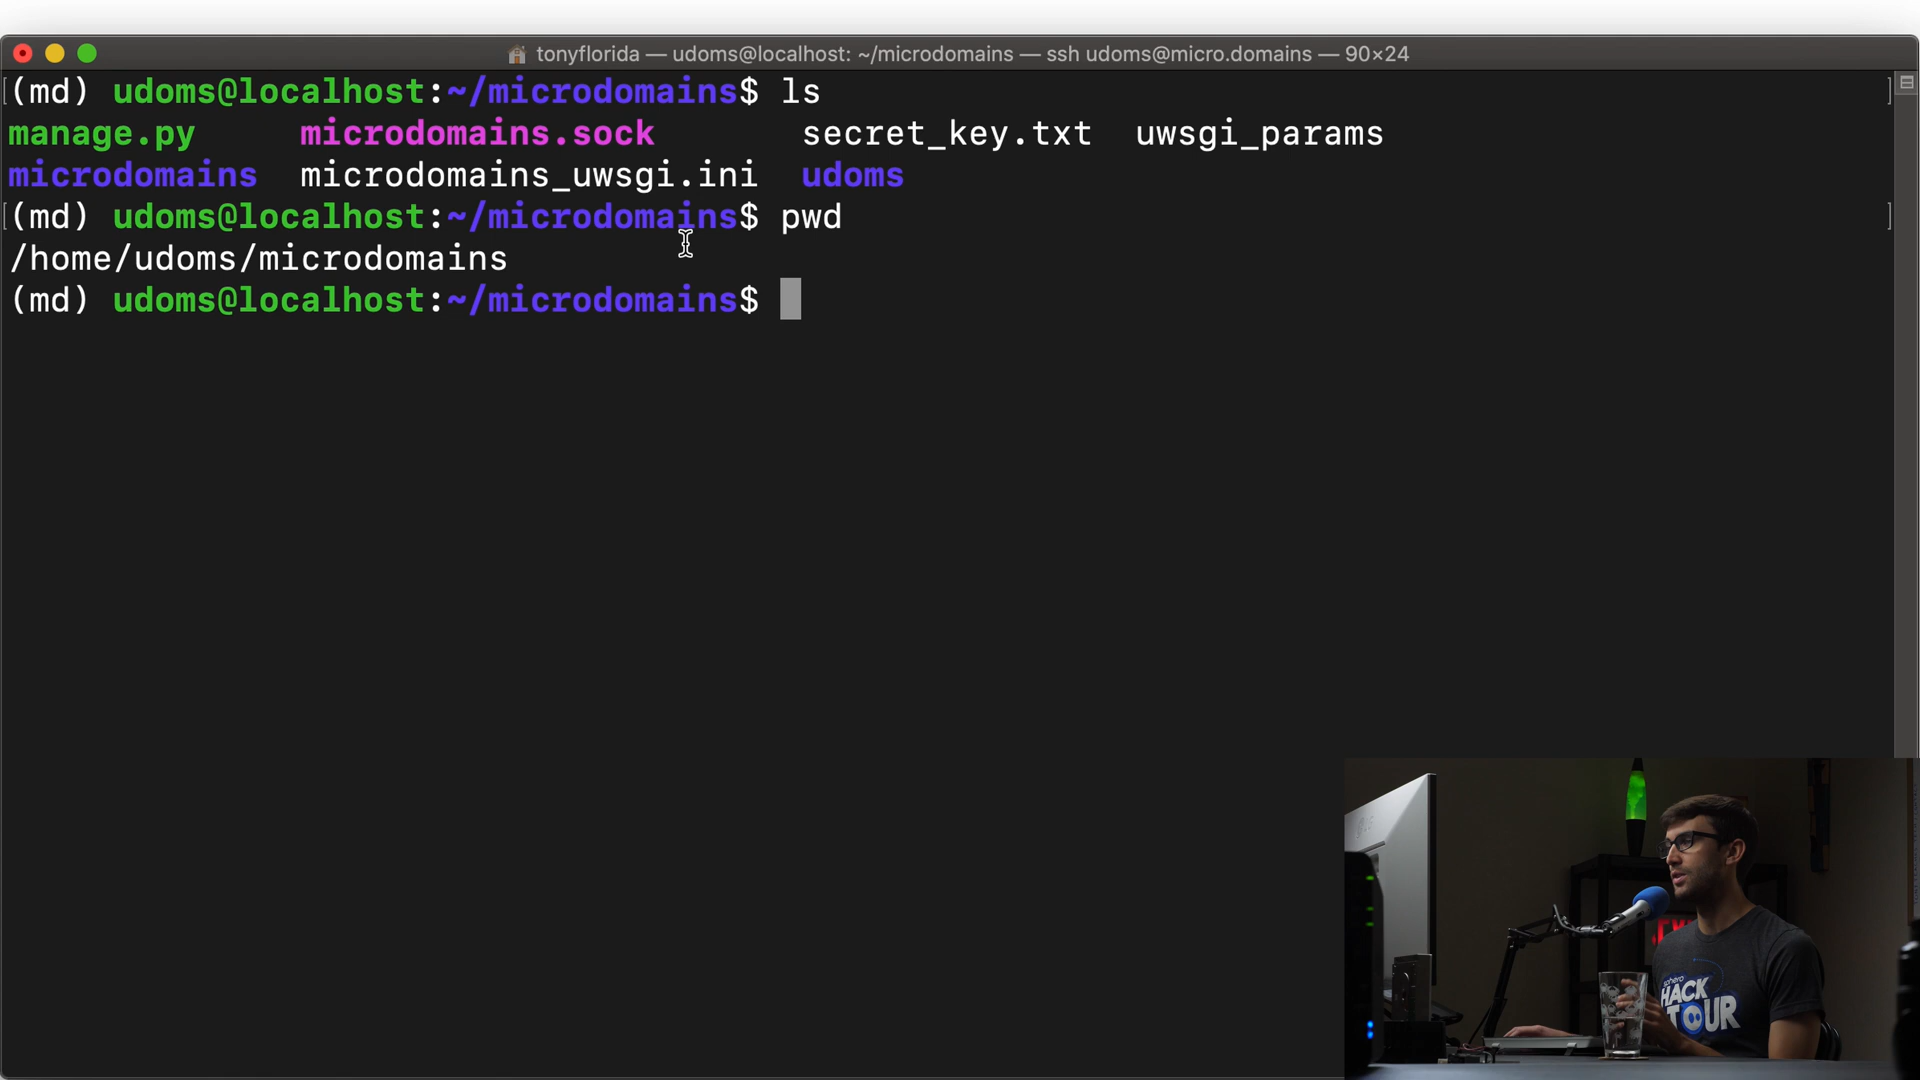 tonyflorida — udoms@localhost: ~/microdomains — ssh udoms@micro.domains — 90×24
(md) udoms@localhost:~/microdomains$ ls
manage.py microdomains.sock secret_key.txt uwsgi_params
microdomains microdomains_uwsgi.ini udoms
(md) udoms@localhost:~/microdomains$ pwd
/home/udoms/microdomains
(md) udoms@localhost:~/microdomains$
sphero
HACK
TOUR